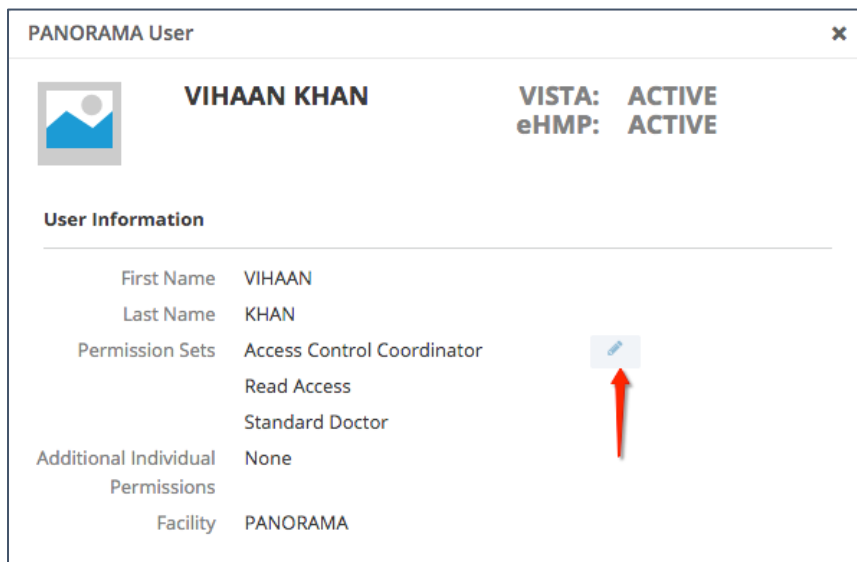 PANORAMA User ×
VIHAAN KHAN VISTA: ACTIVE
eHMP: ACTIVE
User Information
First Name VIHAAN
Last Name KHAN
Permission Sets Access Control Coordinator
Read Access
Standard Doctor
Additional Individual None
Permissions
Facility PANORAMA